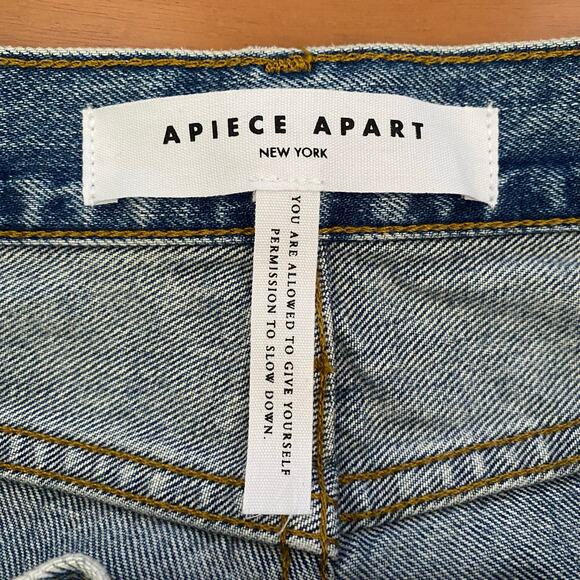 APIECE APART
NEW YORK
YOU ARE ALLOWED TO GIVE YOURSELF
PERMISSION TO SLOW DOWN.